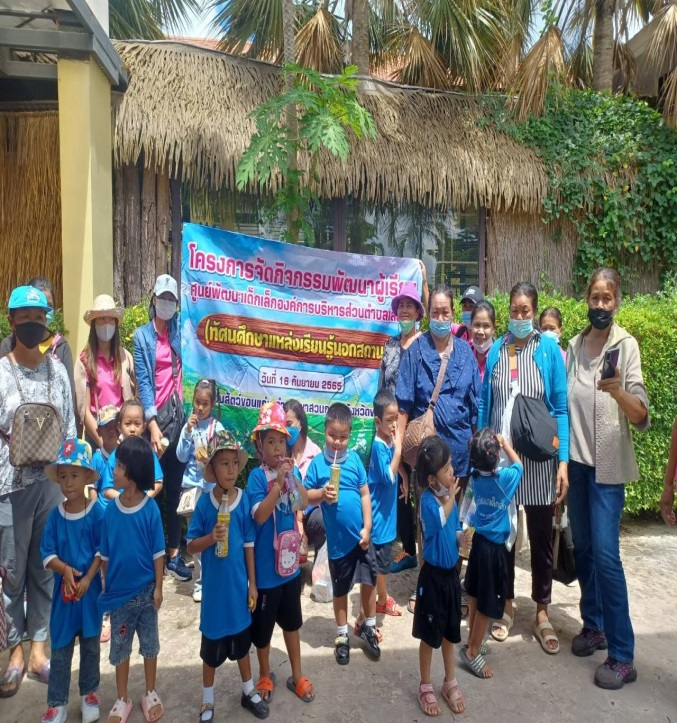 โครงการจัดกิจกรรมพัฒนาผู้เรีย
ศูนย์พัฒนาเด็กเล็กองค์การบริหารส่วนตำบล
(ทัศนศึกษาแหล่งเรียนรู้นอกสถาน
วันที่ 16 กันยายน 2565